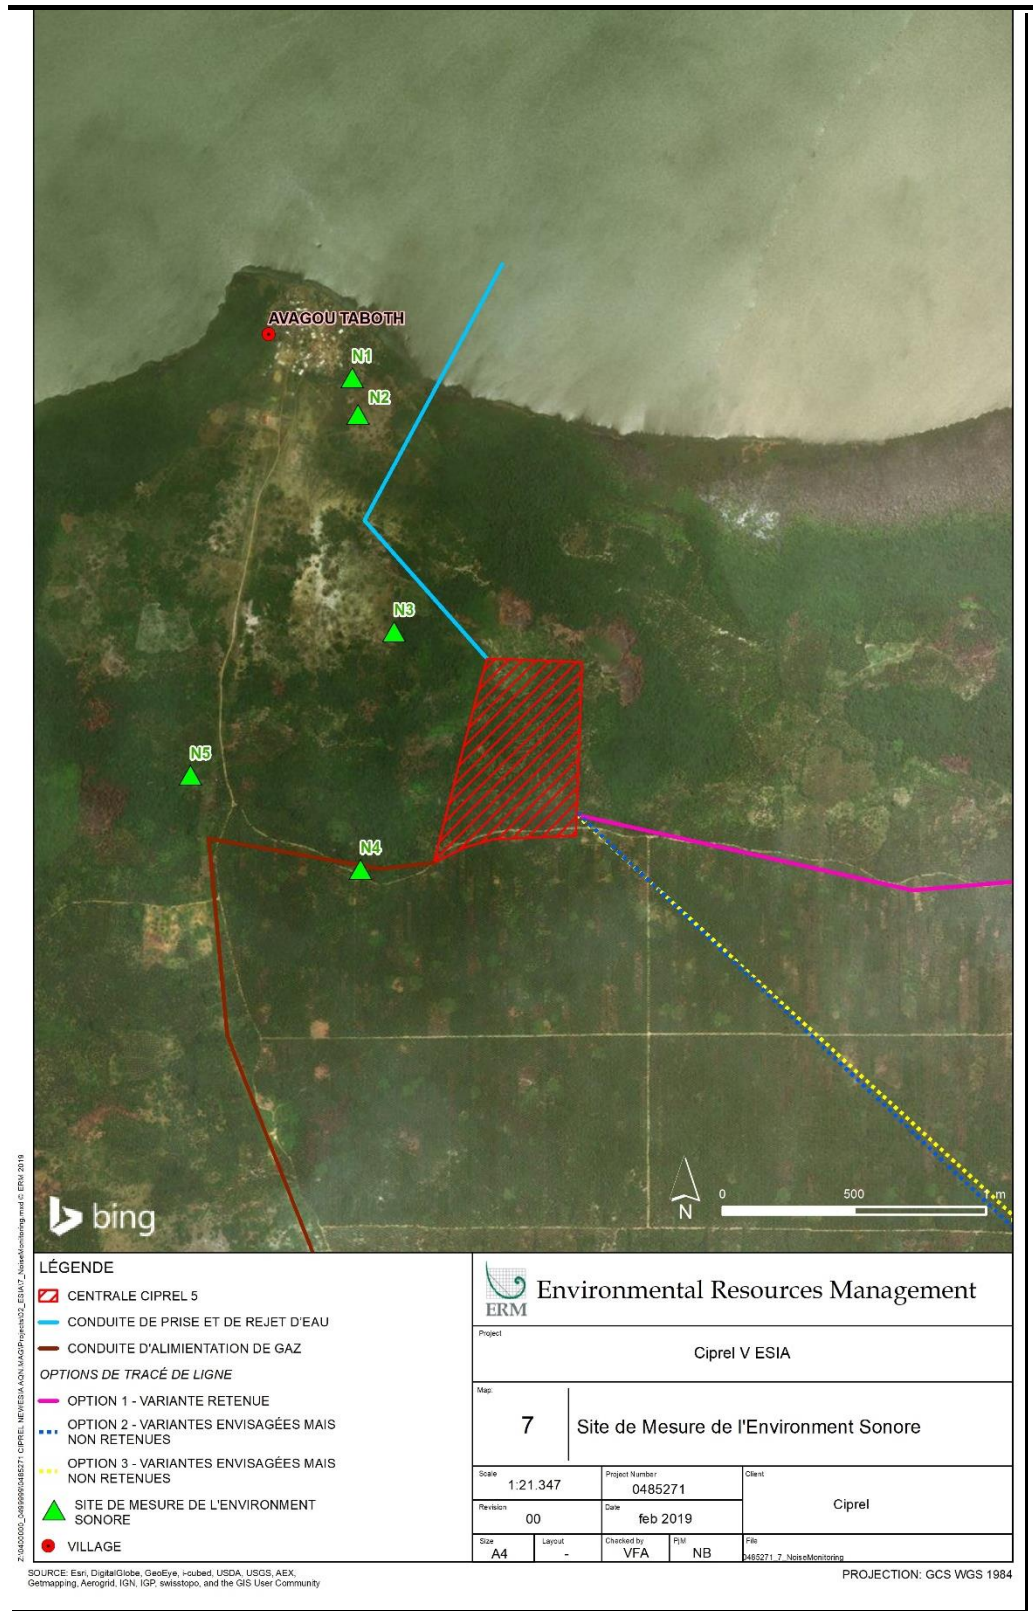 AVAGOU TABOTH
N1
N2
N3
N5
N4
N
0 500 m
bing
LÉGENDE
CENTRALE CIPREL 5
CONDUITE DE PRISE ET DE REJET D'EAU
CONDUITE D'ALIMIENTATION DE GAZ
OPTIONS DE TRACÉ DE LIGNE
OPTION 1 - VARIANTE RETENUE
OPTION 2 - VARIANTES ENVISAGÉES MAIS
NON RETENUES
OPTION 3 - VARIANTES ENVISAGÉES MAIS
NON RETENUES
SITE DE MESURE DE L'ENVIRONMENT
SONORE
VILLAGE
ERM
Environmental Resources Management
Project
Ciprel V ESIA
Map:
7
Site de Mesure de l'Environment Sonore
Scale
1:21.347
Project Number
0485271
Client
Ciprel
Revision
00
Date
feb 2019
Size
A4
Layout
-
Checked by
VFA
PjM
NB
File
0485271_7_NoiseMonitoring
SOURCE: Esri, DigitalGlobe, GeoEye, i-cubed, USDA, USGS, AEX,
Getmapping, Aerogrid, IGN, IGP, swisstopo, and the GIS User Community
PROJECTION: GCS WGS 1984